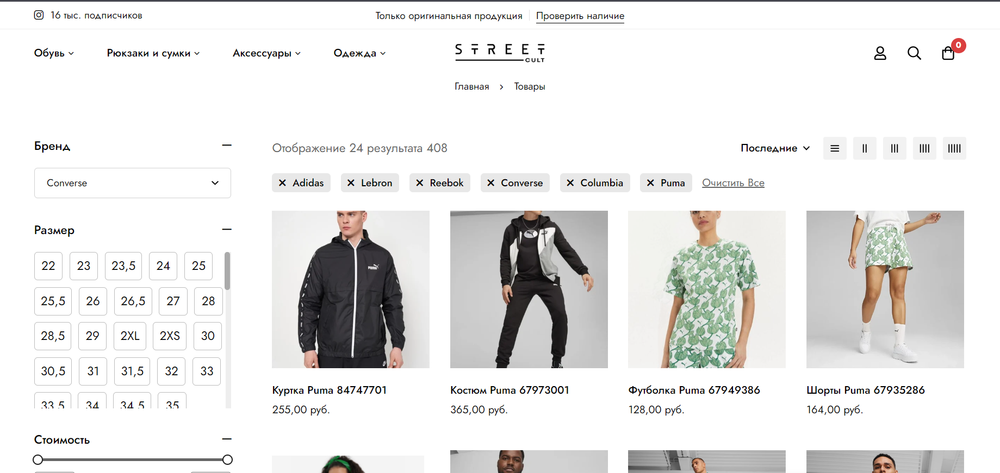 16 тыс. подписчиков
Только оригинальная продукция Проверить наличие
Обувь Рюкзаки и сумки Аксессуары Одежда
STREET
CULT
0
Главная > Товары
Бренд
Converse
Размер
22 23 23,5 24 25
25,5 26 26,5 27 28
28,5 29 2XL 2XS 30
30,5 31 31,5 32 33
33,5 34 34,5 35
Стоимость
Отображение 24 результата 408
Последние
× Adidas × Lebron × Reebok × Converse × Columbia × Puma Очистить Все
PUMA
Куртка Puma 84747701
255,00 руб.
Костюм Puma 67973001
365,00 руб.
Футболка Puma 67949386
128,00 руб.
Шорты Puma 67935286
164,00 руб.